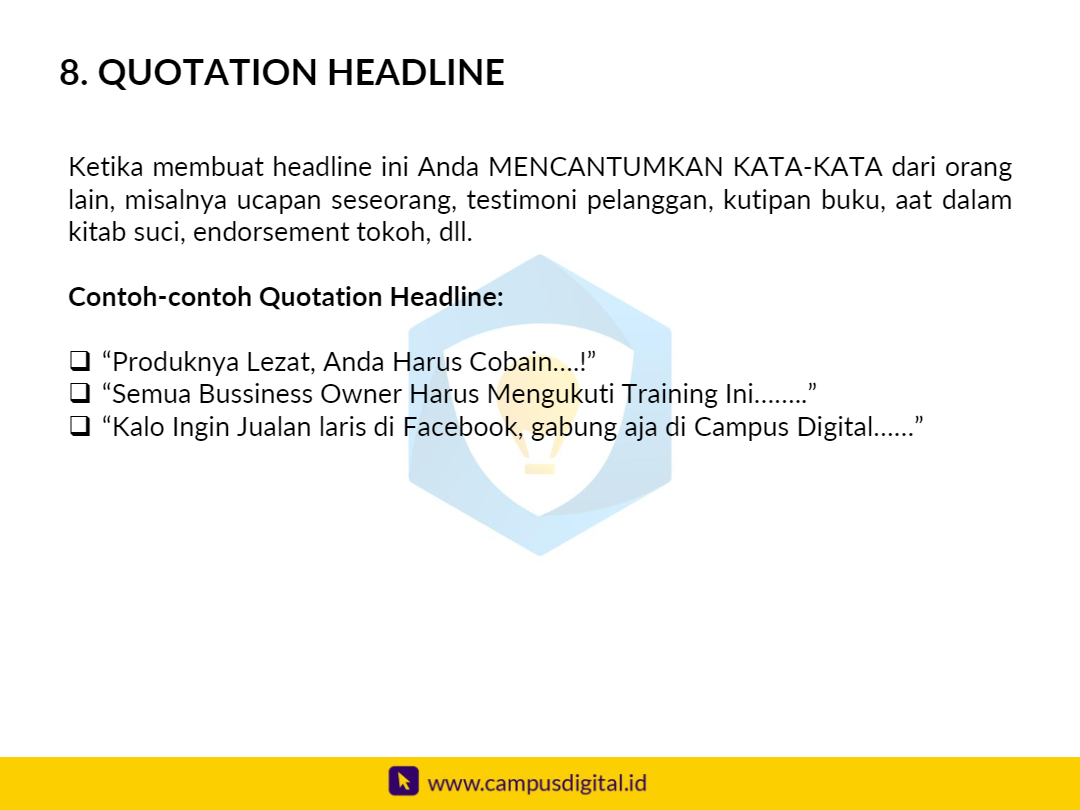 8. QUOTATION HEADLINE
Ketika membuat headline ini Anda MENCANTUMKAN KATA-KATA dari orang
lain, misalnya ucapan seseorang, testimoni pelanggan, kutipan buku, aat dalam
kitab suci, endorsement tokoh, dll.
Contoh-contoh Quotation Headline:
❑ “Produknya Lezat, Anda Harus Cobain….!”
❑ “Semua Bussiness Owner Harus Mengukuti Training Ini……..”
❑ “Kalo Ingin Jualan laris di Facebook, gabung aja di Campus Digital……”
www.campusdigital.id